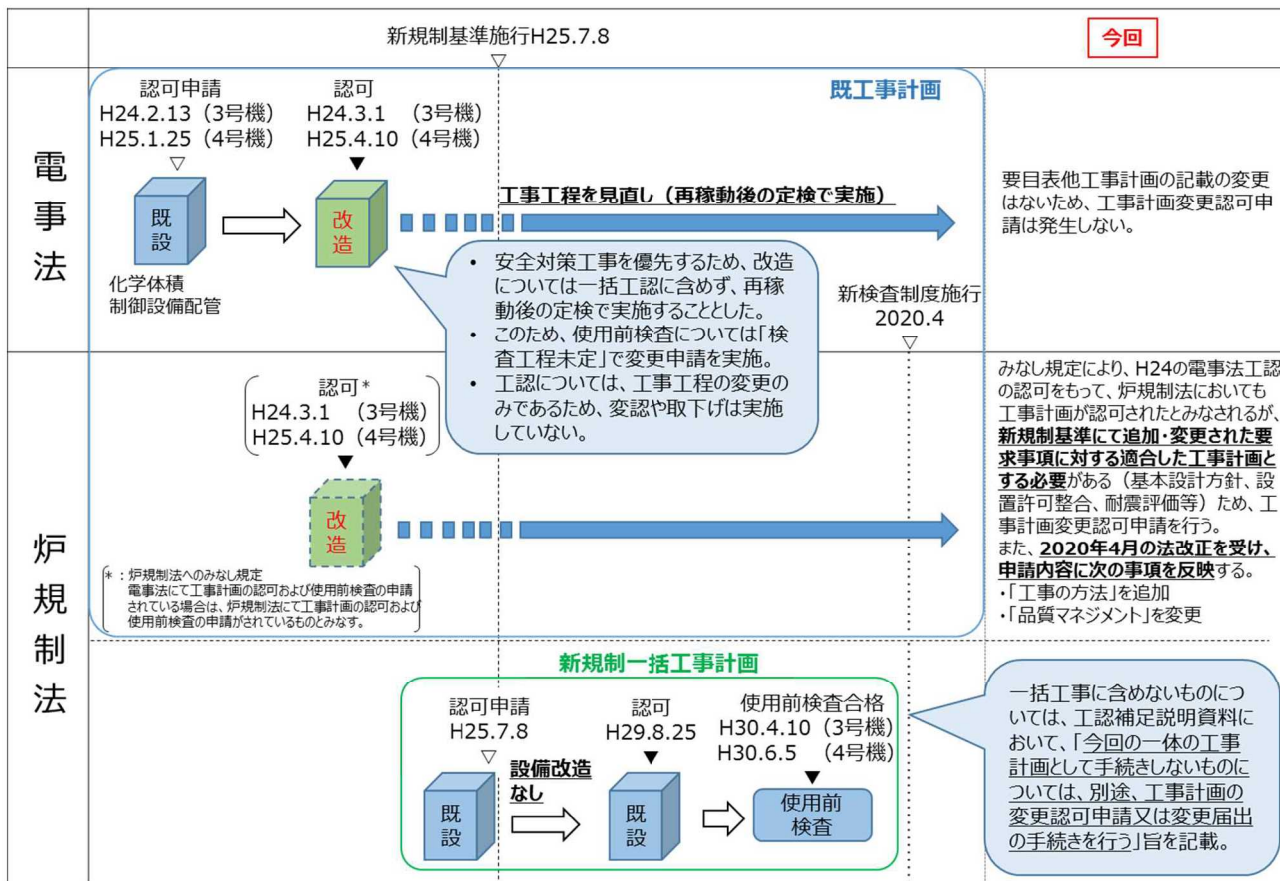 新規制基準施行H25.7.8
▽
今回
電事法
既工事計画
認可申請
H24.2.13（3号機）
H25.1.25（4号機）
▽
既設
化学体積
制御設備配管
認可
H24.3.1　（3号機）
H25.4.10（4号機）
▼
改造
工事工程を見直し（再稼動後の定検で実施）
• 安全対策工事を優先するため、改造
については一括工認に含めず、再稼
動後の定検で実施することとした。
• このため、使用前検査については「検
査工程未定」で変更申請を実施。
• 工認については、工事工程の変更の
みであるため、変認や取下げは実施
していない。
新検査制度施行
2020.4
▽
要目表他工事計画の記載の変更
はないため、工事計画変更認可申
請は発生しない。
炉規制法
認可*
H24.3.1　（3号機）
H25.4.10（4号機）
▼
改造
*：炉規制法へのみなし規定
電事法にて工事計画の認可および使用前検査の申請
されている場合は、炉規制法にて工事計画の認可および
使用前検査の申請がされているものとみなす。
みなし規定により、H24の電事法工認
の認可をもって、炉規制法においても
工事計画が認可されたとみなされるが、
新規制基準にて追加・変更された要
求事項に対する適合した工事計画と
する必要がある（基本設計方針、設
置許可整合、耐震評価等）ため、工
事計画変更認可申請を行う。
また、2020年4月の法改正を受け、
申請内容に次の事項を反映する。
・「工事の方法」を追加
・「品質マネジメント」を変更
新規制一括工事計画
認可申請
H25.7.8
▽
既設
設備改造
なし
認可
H29.8.25
▼
既設
使用前検査合格
H30.4.10（3号機）
H30.6.5　（4号機）
▼
使用前
検査
一括工事に含めないものにつ
いては、工認補足説明資料に
おいて、「今回の一体の工事
計画として手続きしないものに
ついては、別途、工事計画の
変更認可申請又は変更届出
の手続きを行う」旨を記載。